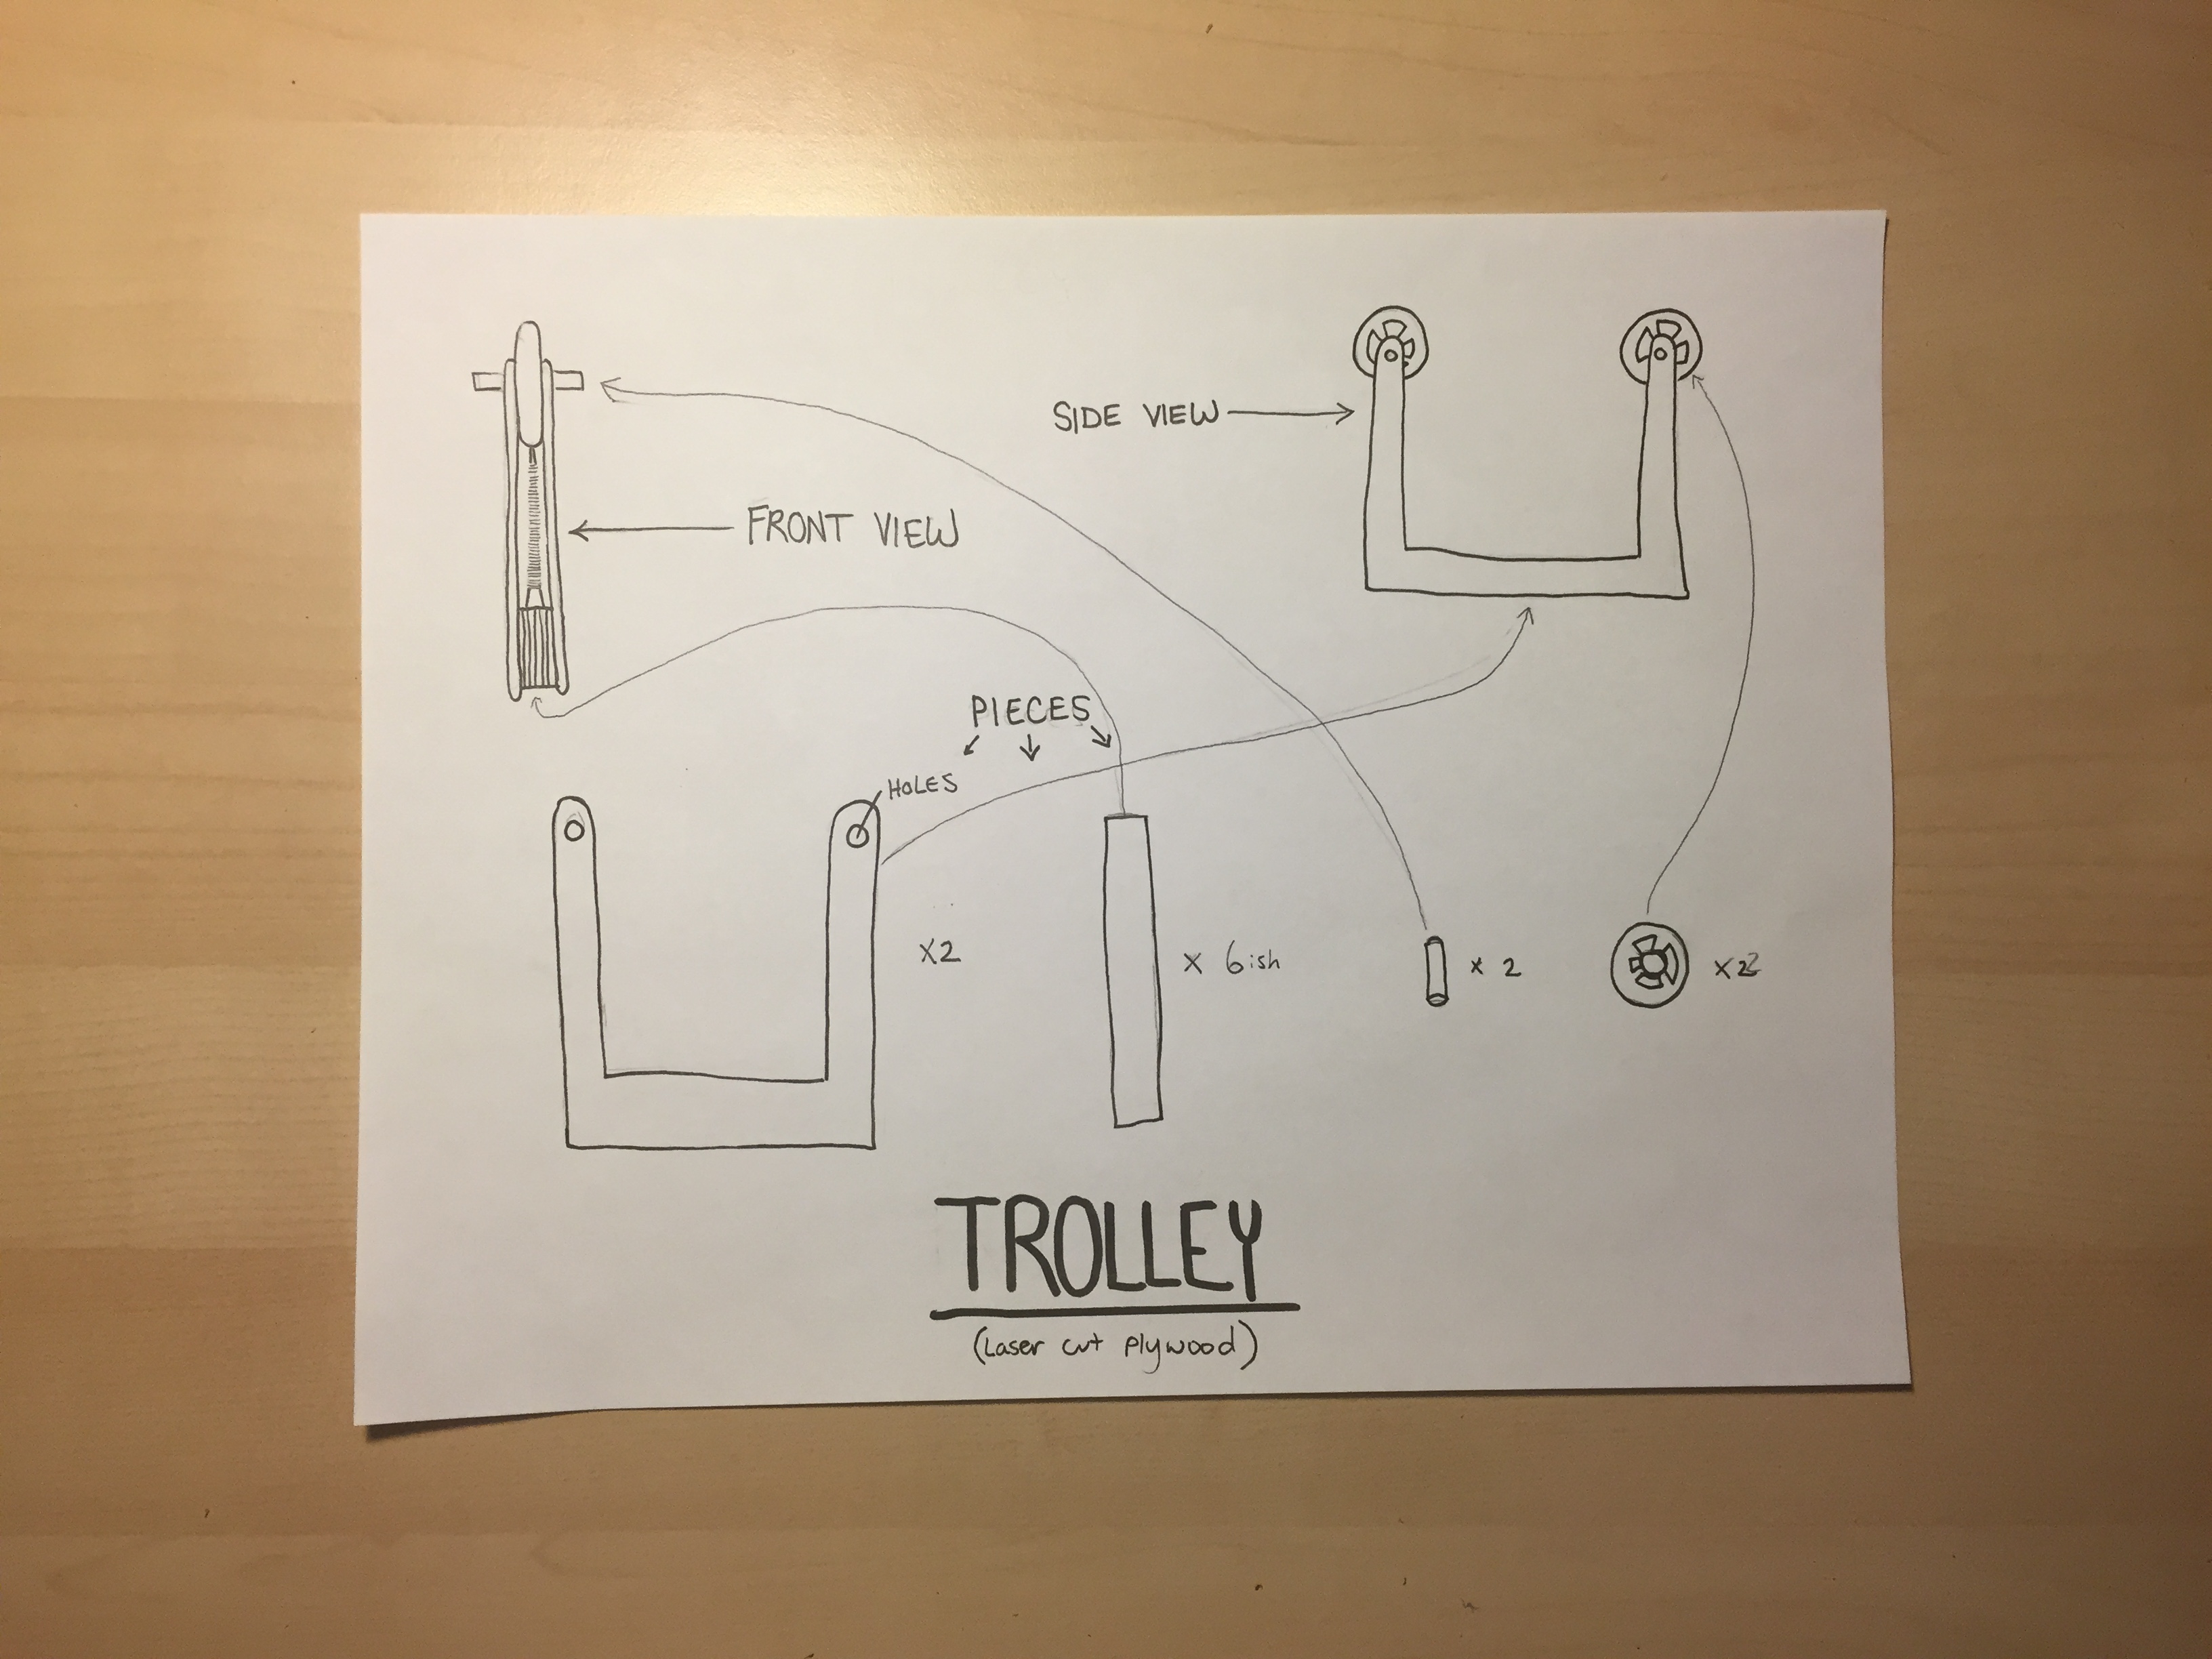 TROLLEY
(Laser cut plywood)
X2
X 6ish
x 2
X2
HOLES
PIECES
FRONT VIEW
SIDE VIEW